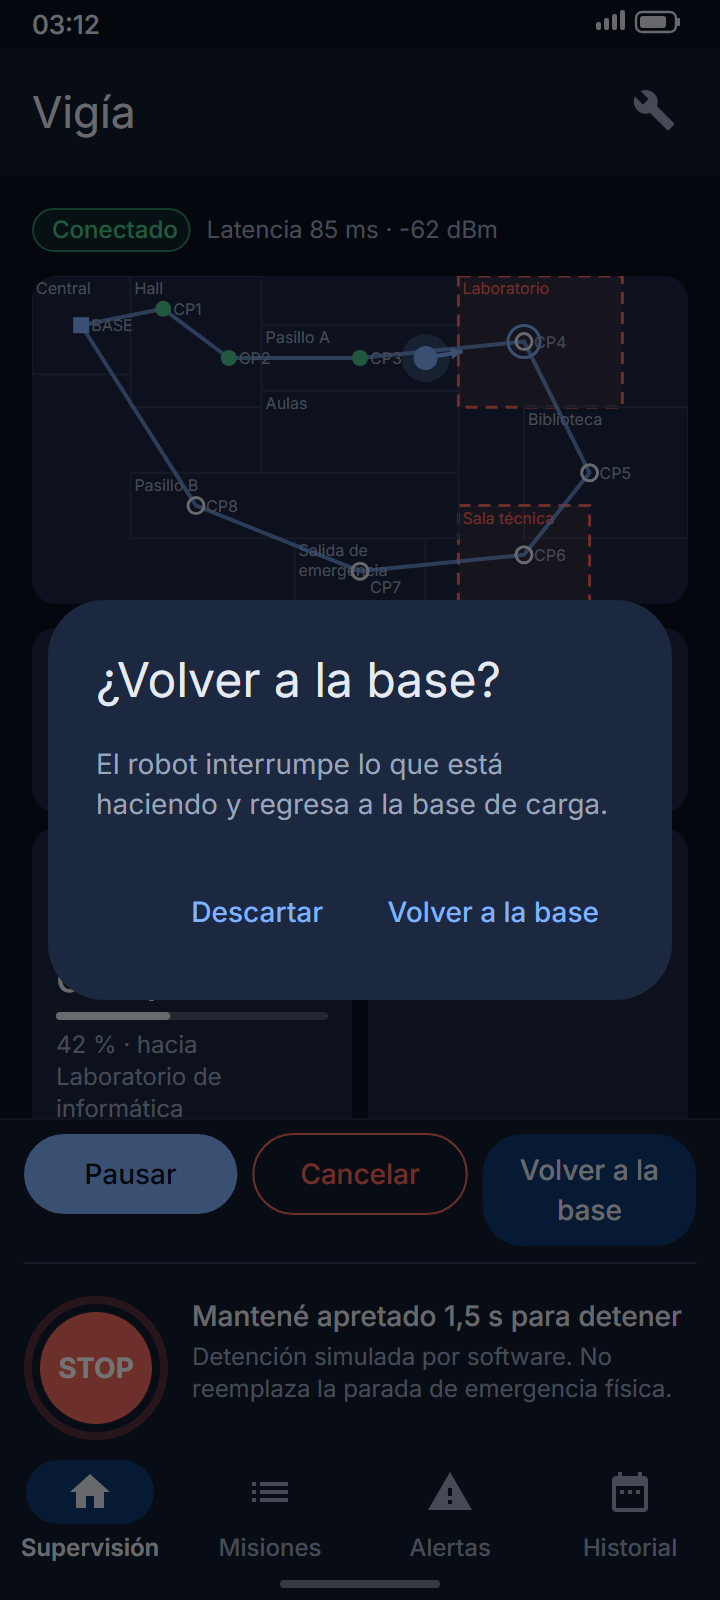 03:12
Vigía
Conectado
Latencia 85 ms · -62 dBm
Central
Hall
Laboratorio
CP1
BASE
Pasillo A
CP4
CP2
CP3
Aulas
Biblioteca
CP5
Pasillo B
CP8
Sala técnica
Salida de
emergencia
CP6
CP7
¿Volver a la base?
El robot interrumpe lo que está
haciendo y regresa a la base de carga.
Descartar
Volver a la base
42 % · hacia
Laboratorio de
informática
Pausar
Cancelar
Volver a la
base
STOP
Mantené apretado 1,5 s para detener
Detención simulada por software. No
reemplaza la parada de emergencia física.
Supervisión
Misiones
Alertas
Historial